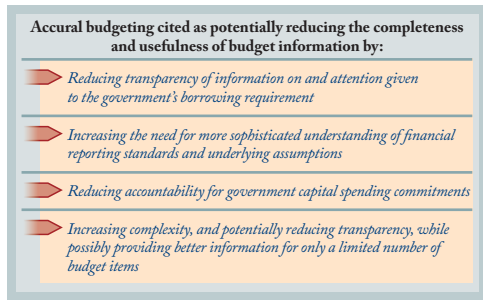 Accural budgeting cited as potentially reducing the completeness
and usefulness of budget information by:
Reducing transparency of information on and attention given
to the government's borrowing requirement
Increasing the need for more sophisticated understanding of financial
reporting standards and underlying assumptions
Reducing accountability for government capital spending commitments
Increasing complexity, and potentially reducing transparency, while
possibly providing better information for only a limited number of
budget items